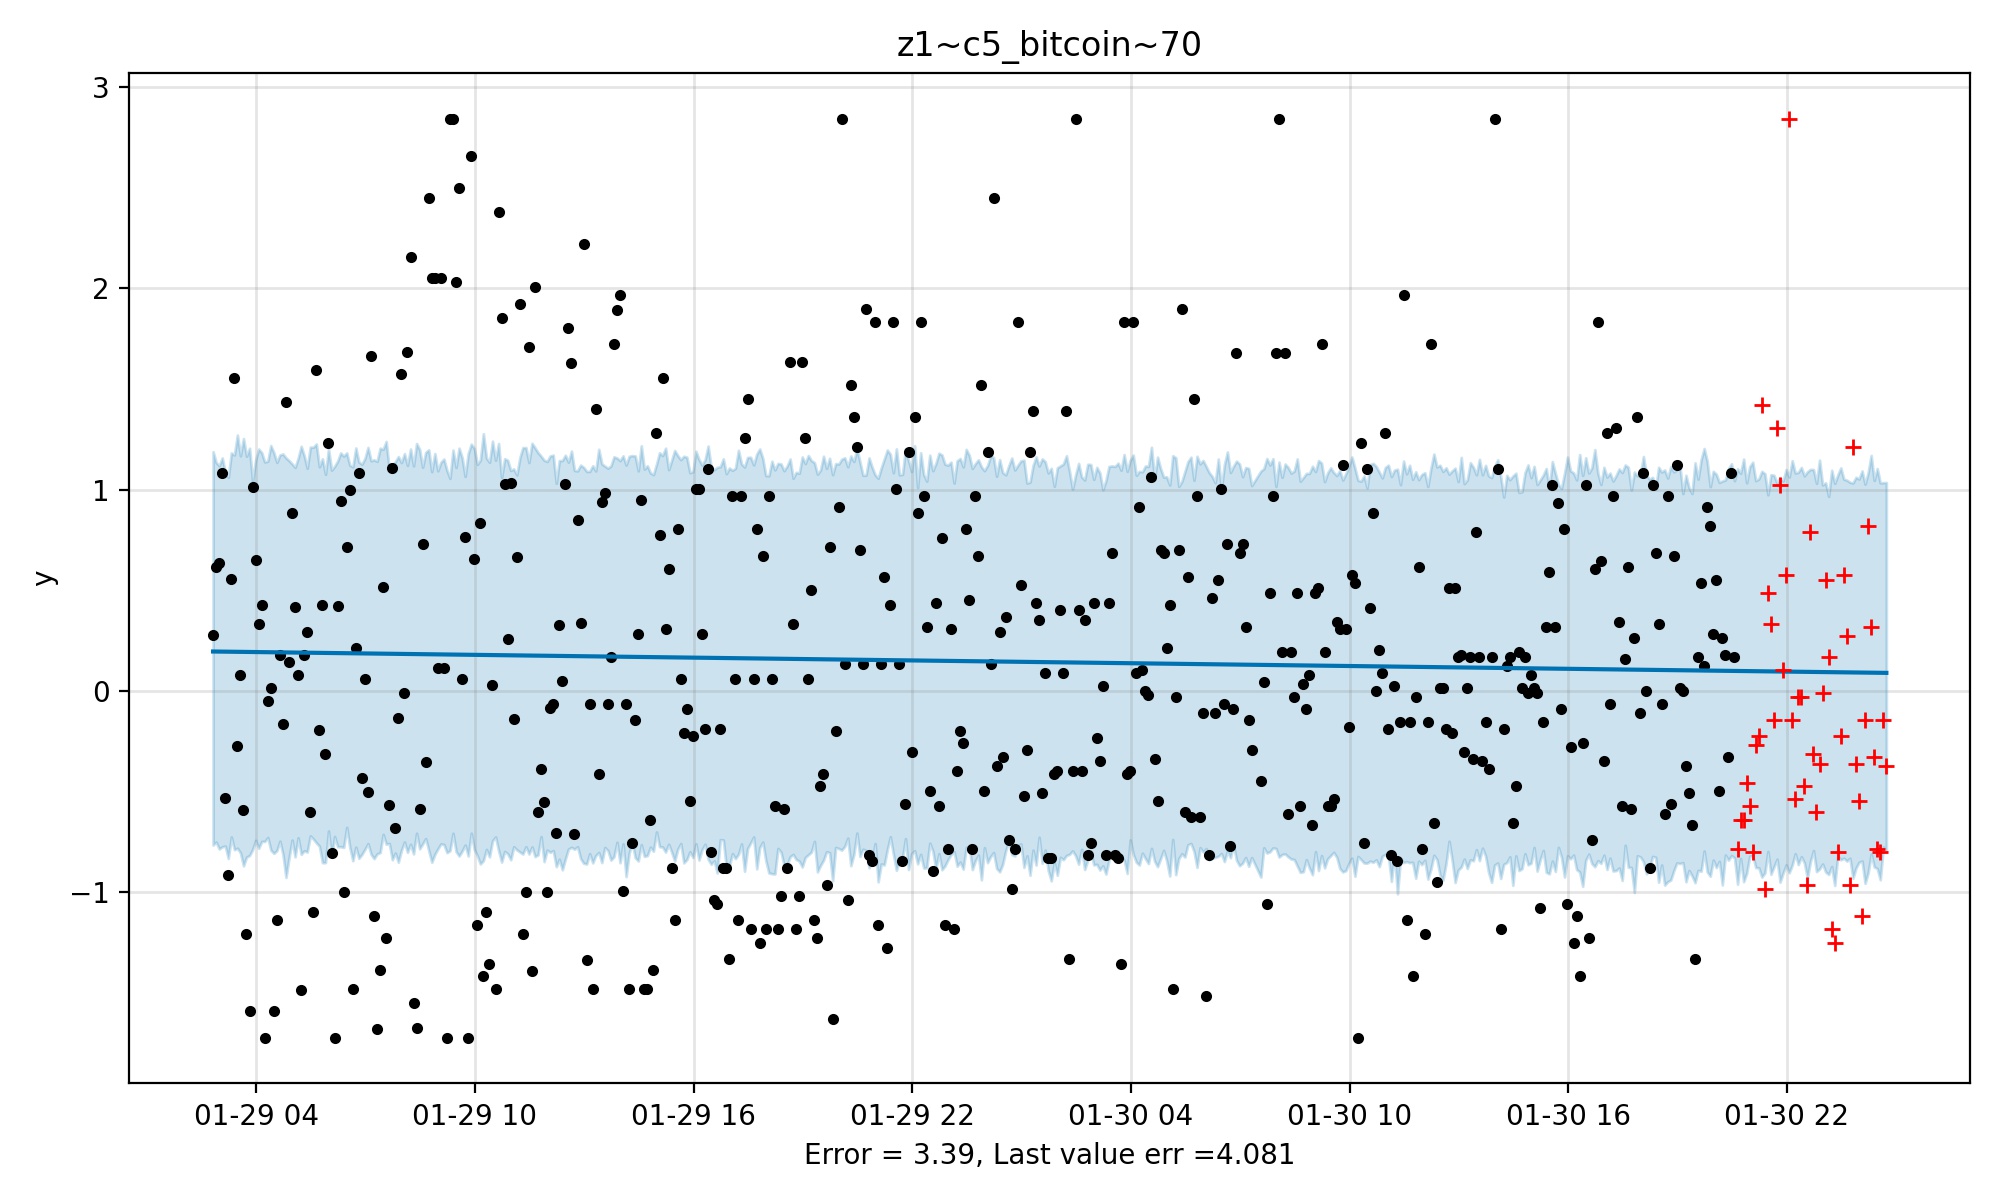 z1~c5_bitcoin~70
3
2
1
0
−1
y
01-29 04 01-29 10 01-29 16 01-29 22 01-30 04 01-30 10 01-30 16 01-30 22
Error = 3.39, Last value err =4.081